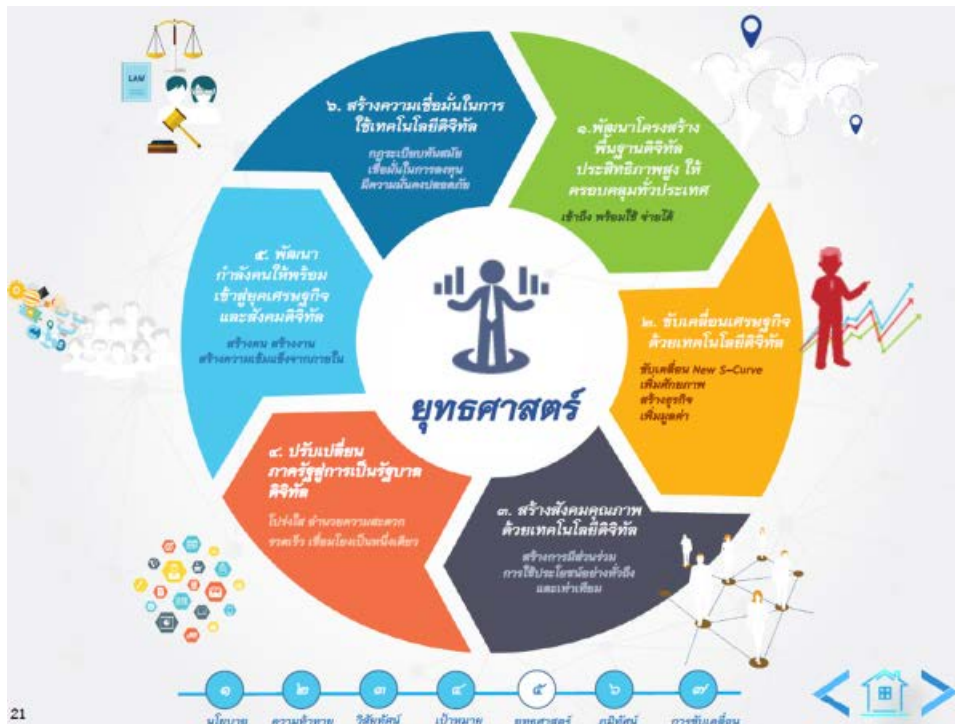 LAW
๑.พัฒนาโครงสร้าง
พื้นฐานดิจิทัล
ประสิทธิภาพสูง ให้
ครอบคลุมทั่วประเทศ
เข้าถึง พร้อมใช้ จ่ายได้
๒. ขับเคลื่อนเศรษฐกิจ
ด้วยเทคโนโลยีดิจิทัล
ขับเคลื่อน New S-Curve
เพิ่มศักยภาพ
สร้างธุรกิจ
เพิ่มมูลค่า
๓. สร้างสังคมคุณภาพ
ด้วยเทคโนโลยีดิจิทัล
สร้างการมีส่วนร่วม
การใช้ประโยชน์อย่างทั่วถึง
และเท่าเทียม
๔. ปรับเปลี่ยน
ภาครัฐสู่การเป็นรัฐบาล
ดิจิทัล
โปร่งใส อำนวยความสะดวก
รวดเร็ว เชื่อมโยงเป็นหนึ่งเดียว
๕. พัฒนา
กำลังคนให้พร้อม
เข้าสู่ยุคเศรษฐกิจ
และสังคมดิจิทัล
สร้างคน สร้างงาน
สร้างความเข้มแข็งจากภายใน
๖. สร้างความเชื่อมั่นในการ
ใช้เทคโนโลยีดิจิทัล
กฎระเบียบทันสมัย
เชื่อมั่นในการลงทุน
มีความมั่นคงปลอดภัย
ยุทธศาสตร์
๑ ๒ ๓ ๔ ๕ ๖ ๗
นโยบาย ความท้าทาย วิสัยทัศน์ เป้าหมาย ยุทธศาสตร์ ภูมิทัศน์ การขับเคลื่อน
21